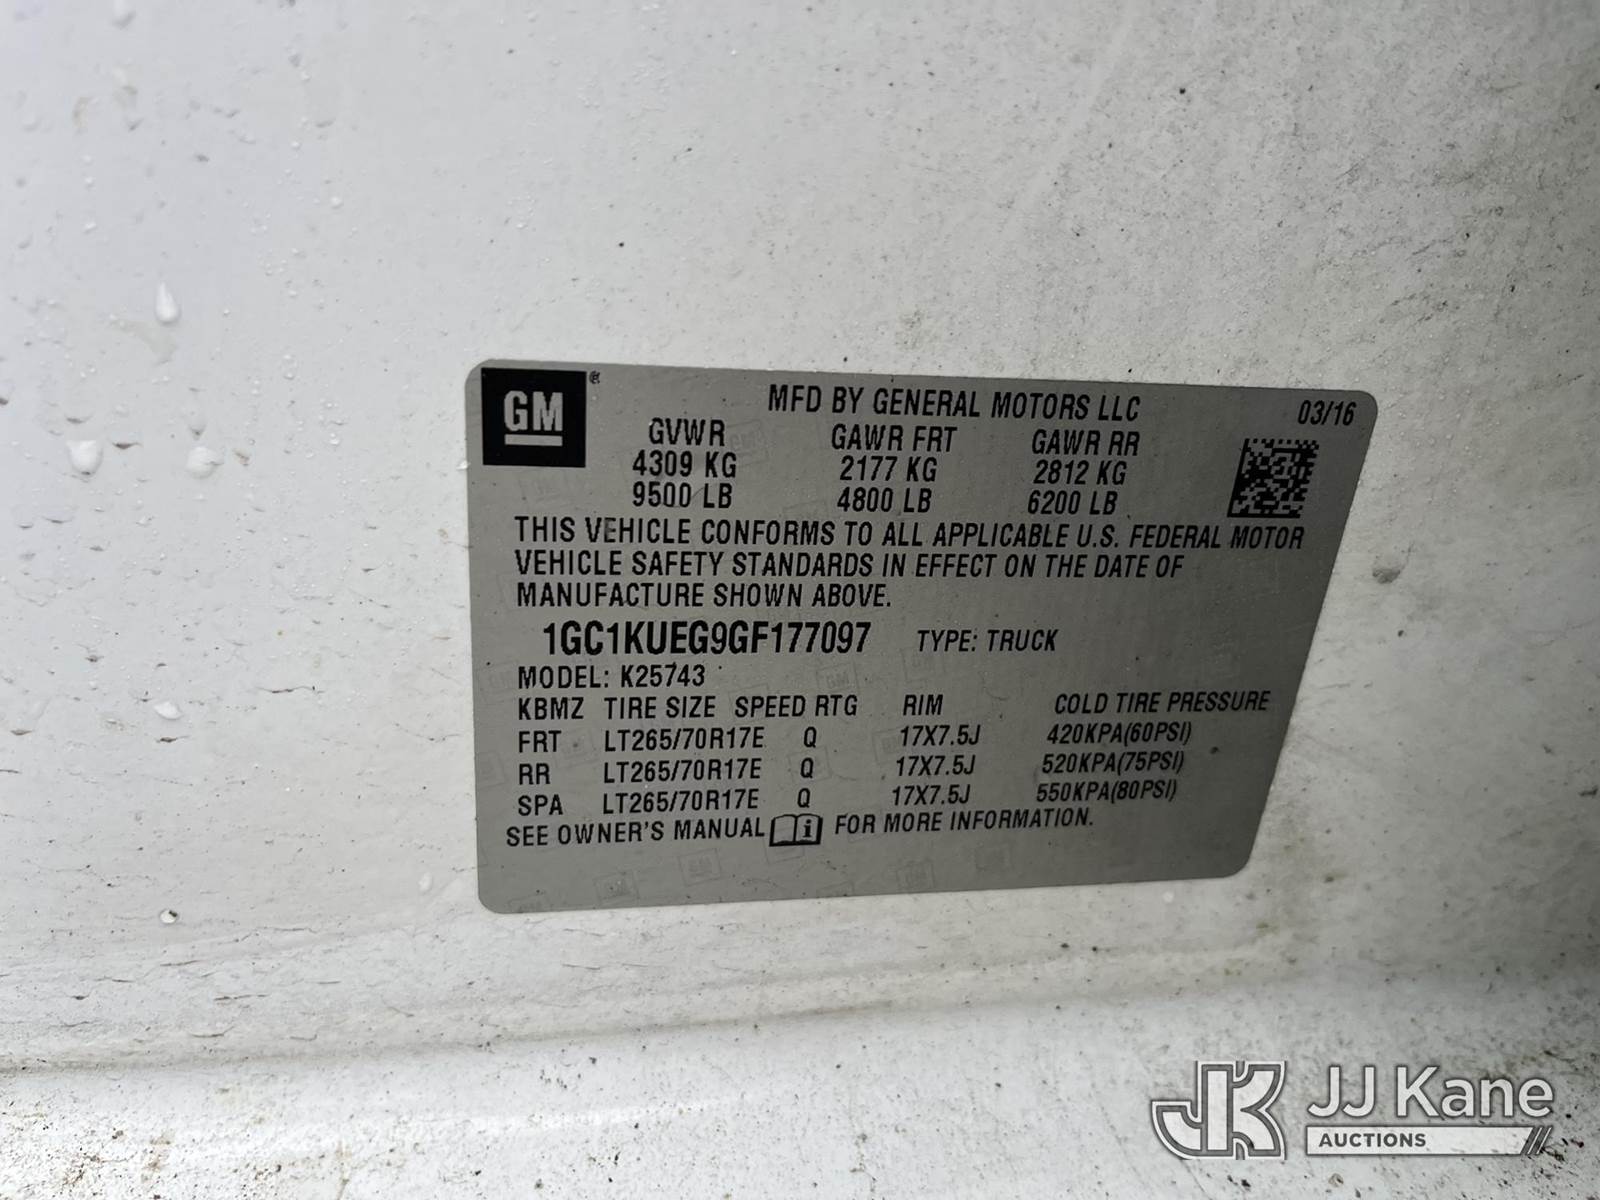 GM ®
MFD BY GENERAL MOTORS LLC 03/16
GVWR GAWR FRT GAWR RR
4309 KG 2177 KG 2812 KG
9500 LB 4800 LB 6200 LB
THIS VEHICLE CONFORMS TO ALL APPLICABLE U.S. FEDERAL MOTOR
VEHICLE SAFETY STANDARDS IN EFFECT ON THE DATE OF
MANUFACTURE SHOWN ABOVE.
1GC1KUEG9GF177097 TYPE: TRUCK
MODEL: K25743
KBMZ TIRE SIZE SPEED RTG RIM COLD TIRE PRESSURE
FRT LT265/70R17E Q 17X7.5J 420KPA(60PSI)
RR LT265/70R17E Q 17X7.5J 520KPA(75PSI)
SPA LT265/70R17E Q 17X7.5J 550KPA(80PSI)
SEE OWNER'S MANUAL i FOR MORE INFORMATION.
JK JJ Kane
AUCTIONS